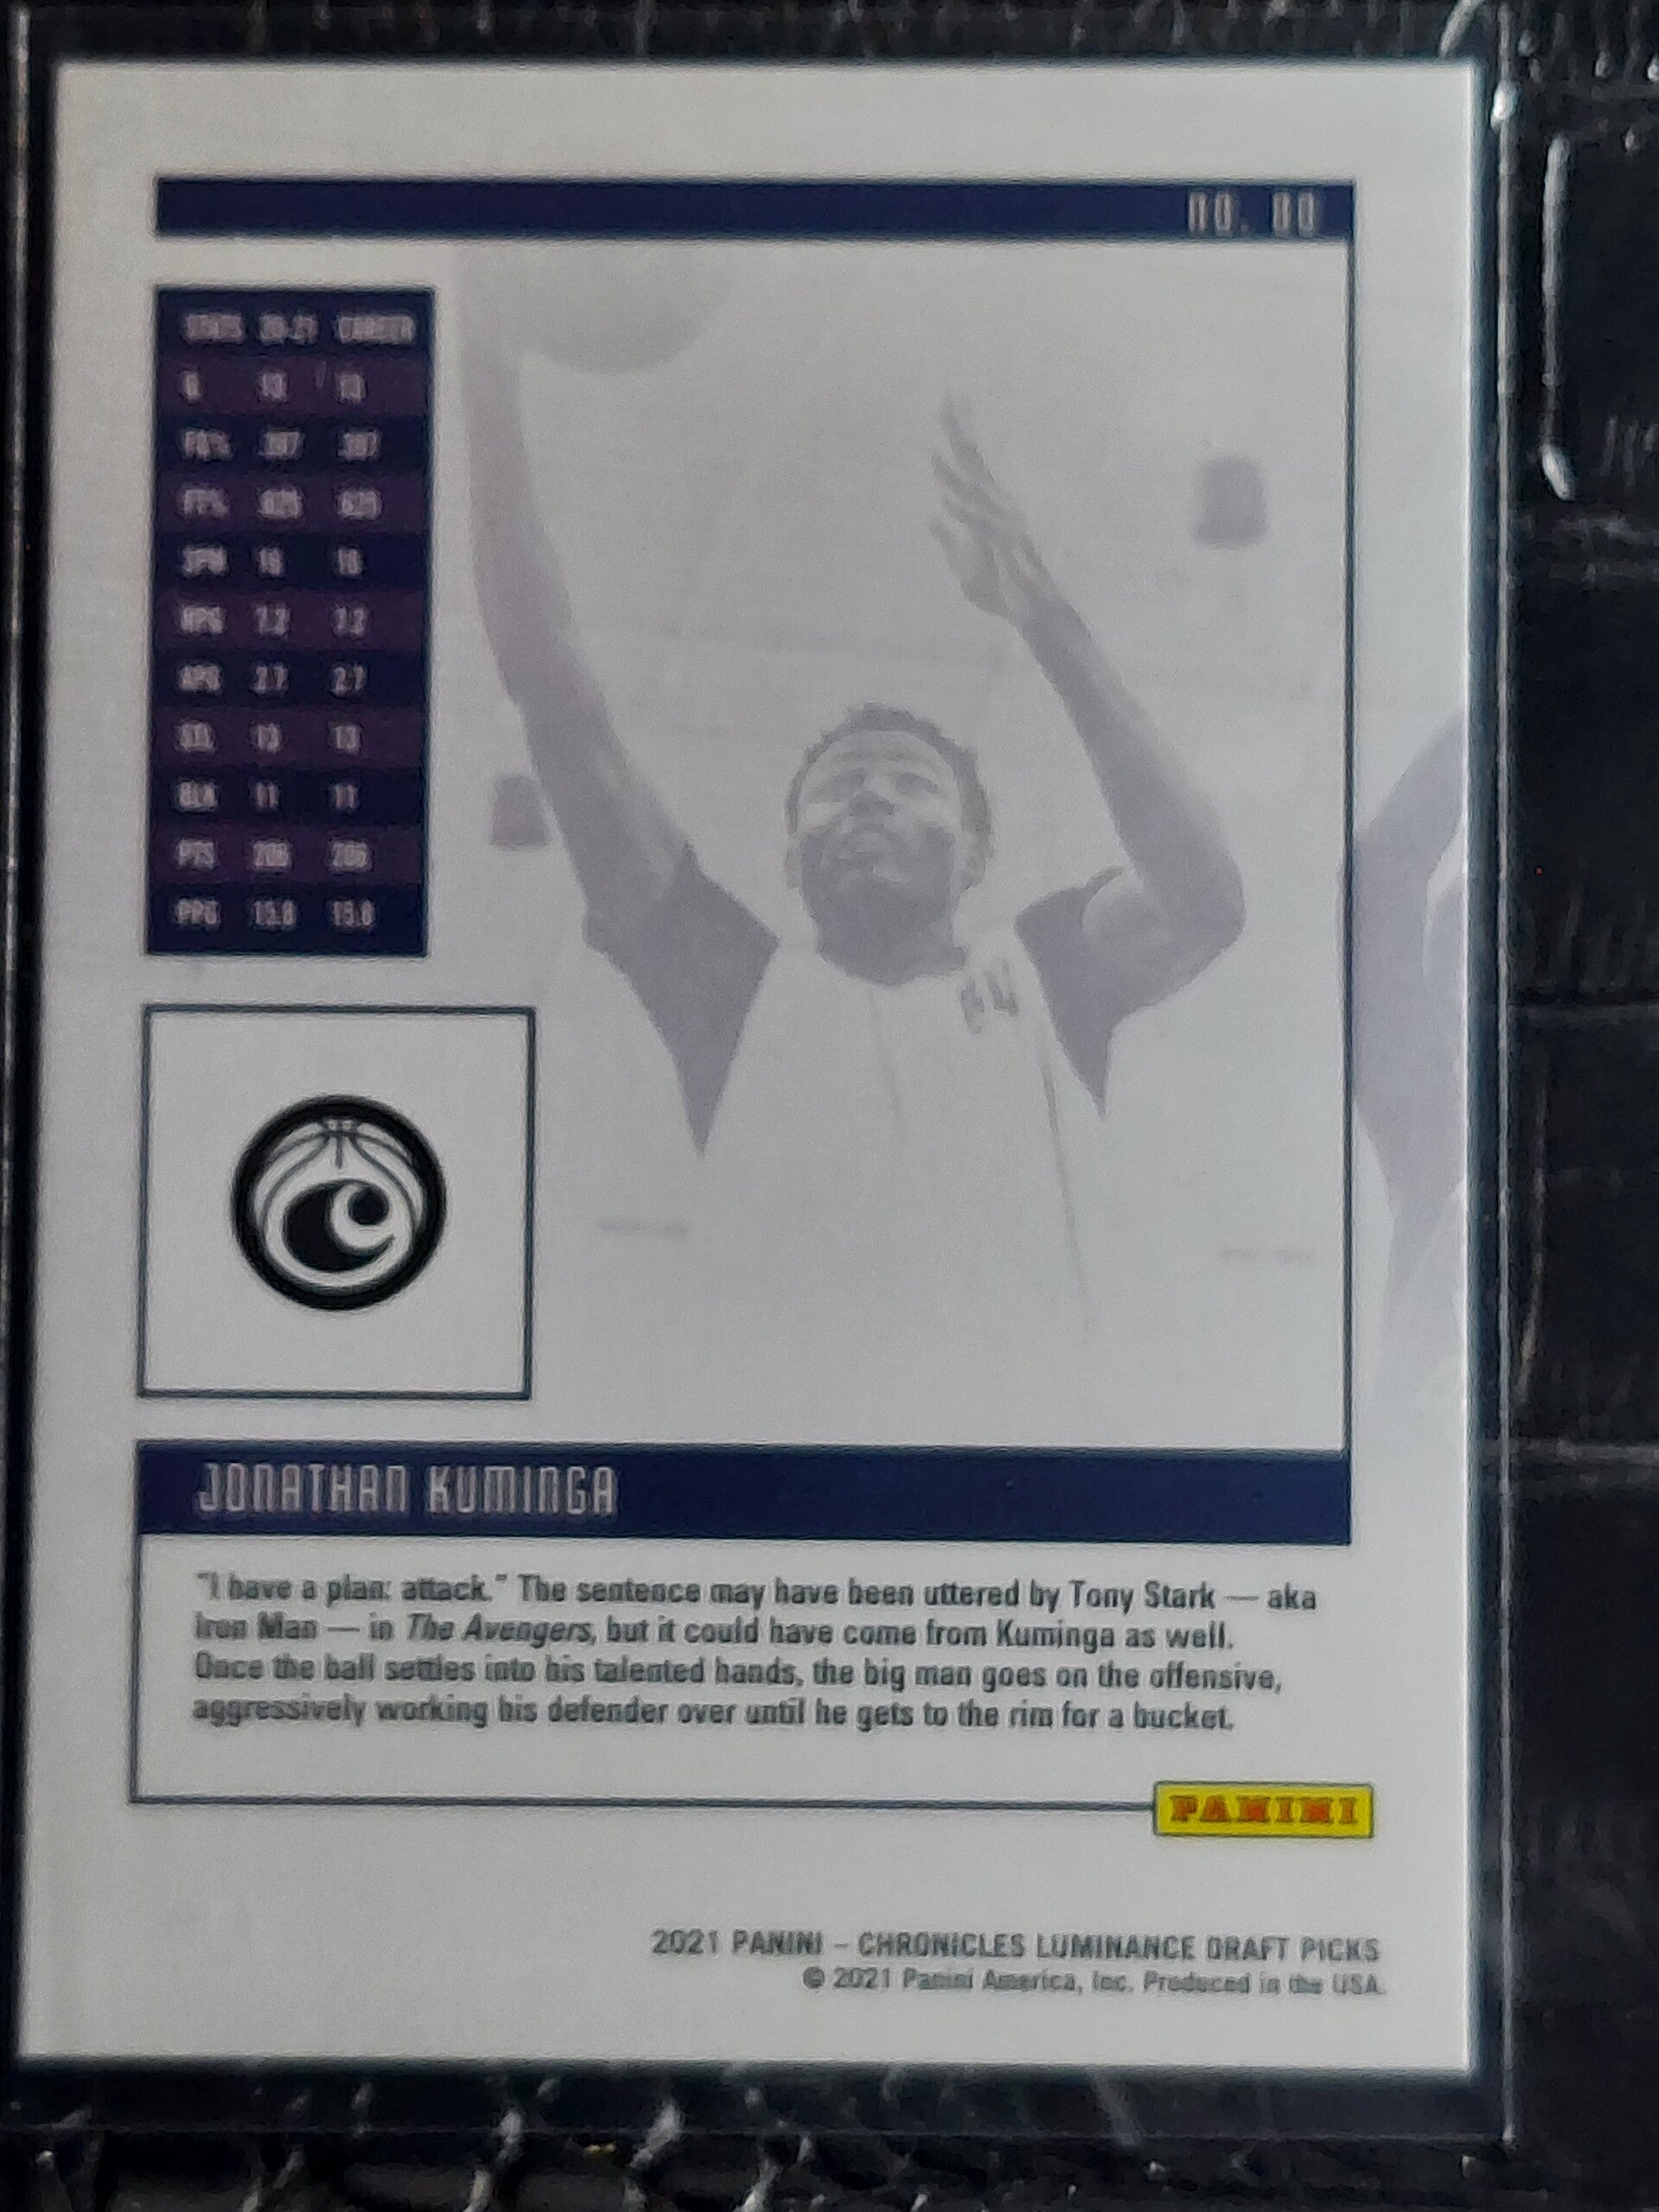 NO. 80
STATS 20-21 CAREER
G 13 13
FG% .387 .387
FT% .625 .625
3PM 16 16
RPG 7.2 7.2
APG 2.7 2.7
STL 13 13
BLK 11 11
PTS 206 206
PPG 15.8 15.8
JONATHAN KUMINGA
"I have a plan: attack." The sentence may have been uttered by Tony Stark — aka
Iron Man — in The Avengers, but it could have come from Kuminga as well.
Once the ball settles into his talented hands, the big man goes on the offensive,
aggressively working his defender over until he gets to the rim for a bucket.
PANINI
2021 PANINI – CHRONICLES LUMINANCE DRAFT PICKS
© 2021 Panini America, Inc. Produced in the USA.